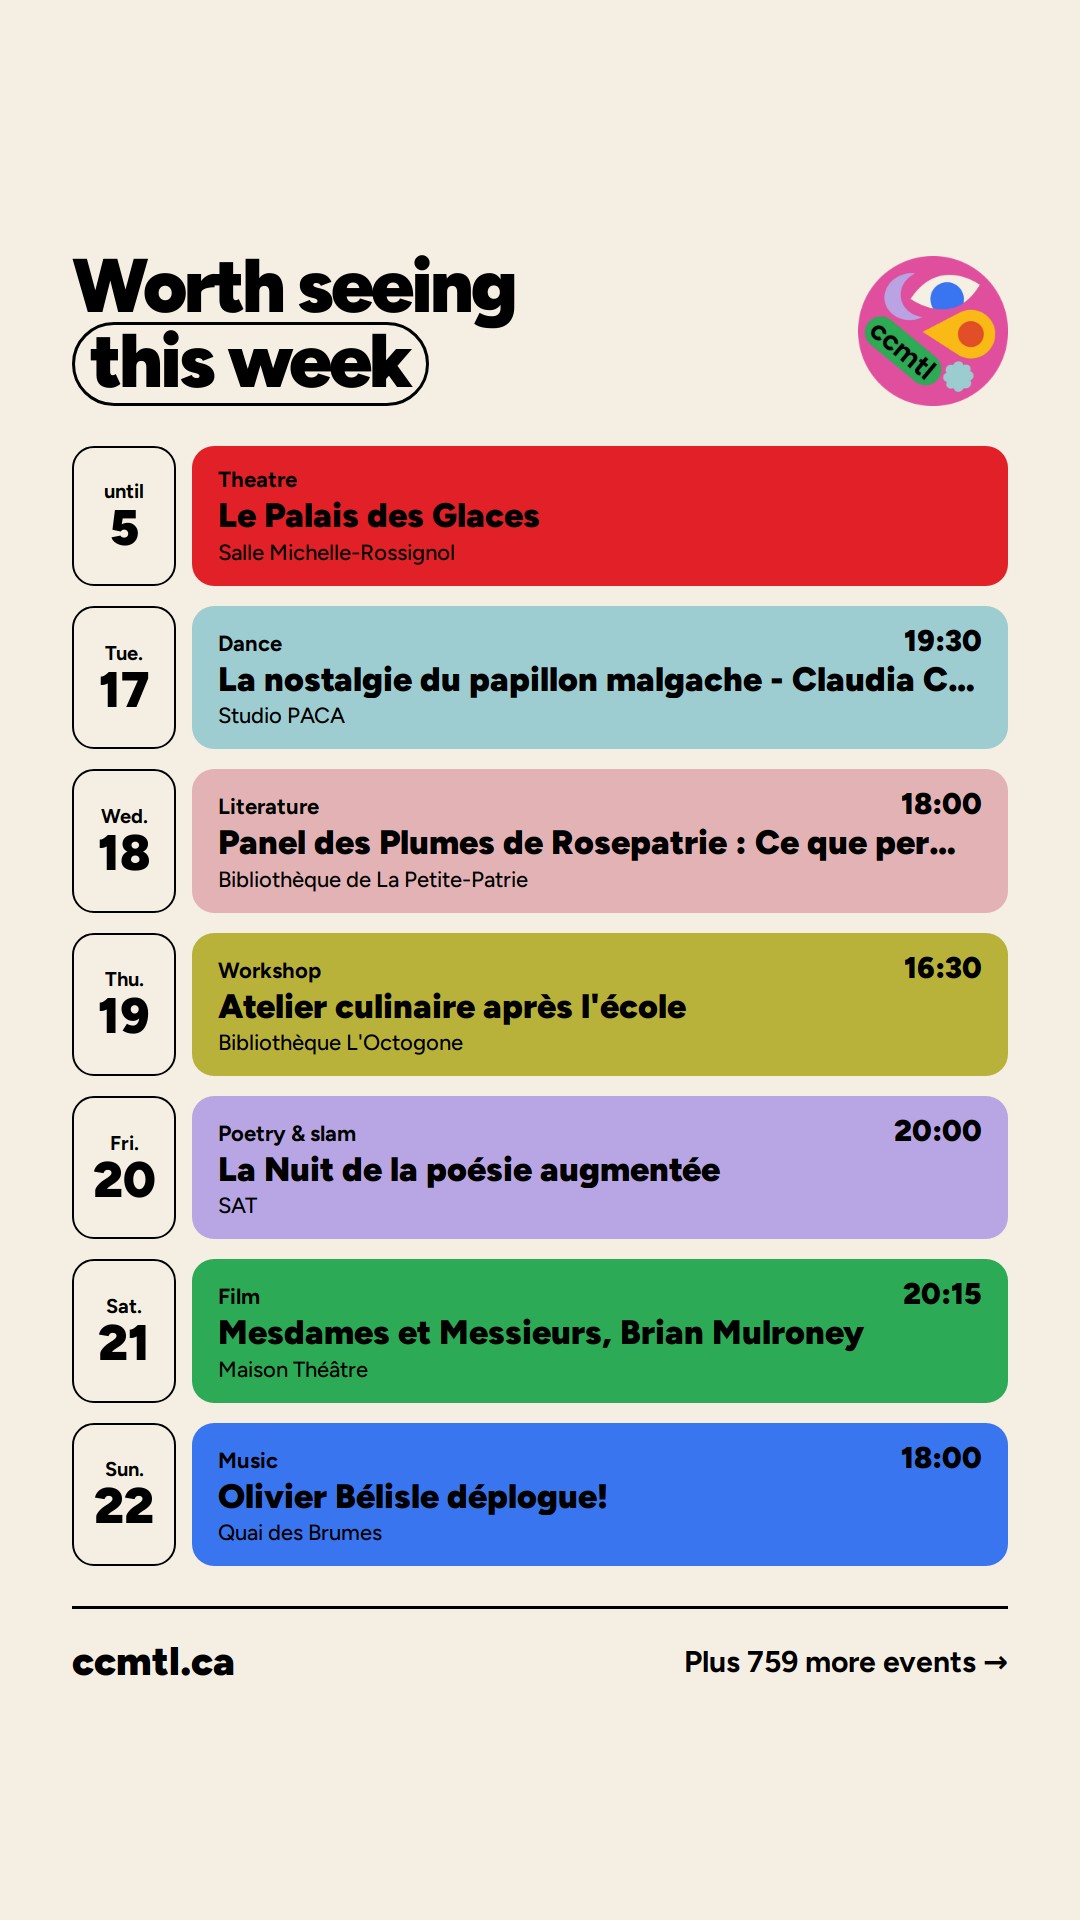 Worth seeing
this week
ccmtl
until
5
Theatre
Le Palais des Glaces
Salle Michelle-Rossignol
Tue.
17
Dance
19:30
La nostalgie du papillon malgache - Claudia C...
Studio PACA
Wed.
18
Literature
18:00
Panel des Plumes de Rosepatrie : Ce que per...
Bibliothèque de La Petite-Patrie
Thu.
19
Workshop
16:30
Atelier culinaire après l'école
Bibliothèque L'Octogone
Fri.
20
Poetry & slam
20:00
La Nuit de la poésie augmentée
SAT
Sat.
21
Film
20:15
Mesdames et Messieurs, Brian Mulroney
Maison Théâtre
Sun.
22
Music
18:00
Olivier Bélisle déplogue!
Quai des Brumes
ccmtl.ca
Plus 759 more events →